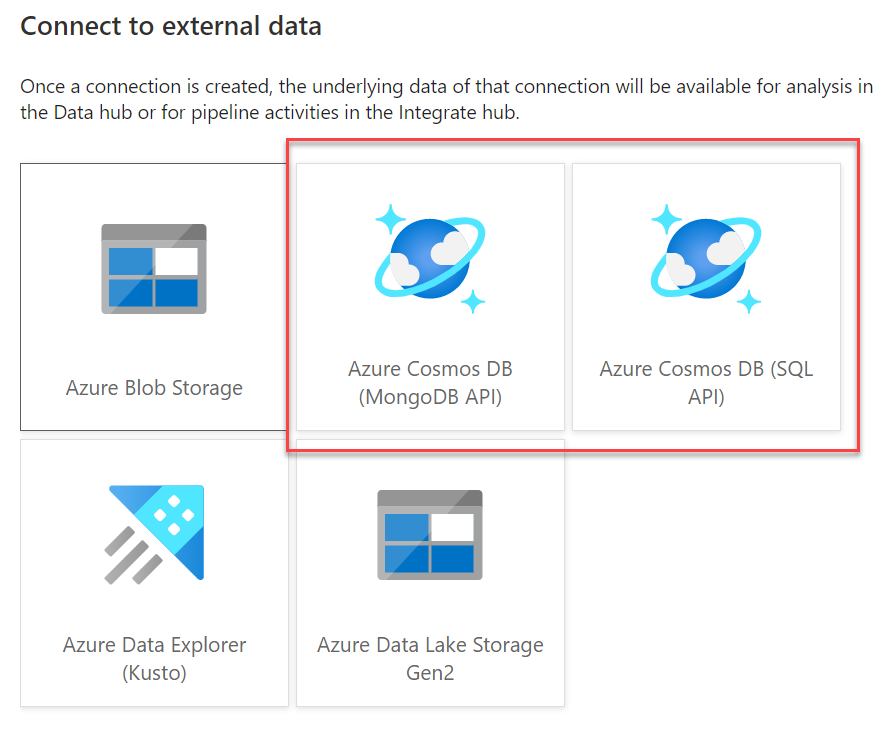 Connect to external data
Once a connection is created, the underlying data of that connection will be available for analysis in
the Data hub or for pipeline activities in the Integrate hub.
Azure Blob Storage
Azure Cosmos DB
(MongoDB API)
Azure Cosmos DB (SQL
API)
Azure Data Explorer
(Kusto)
Azure Data Lake Storage
Gen2